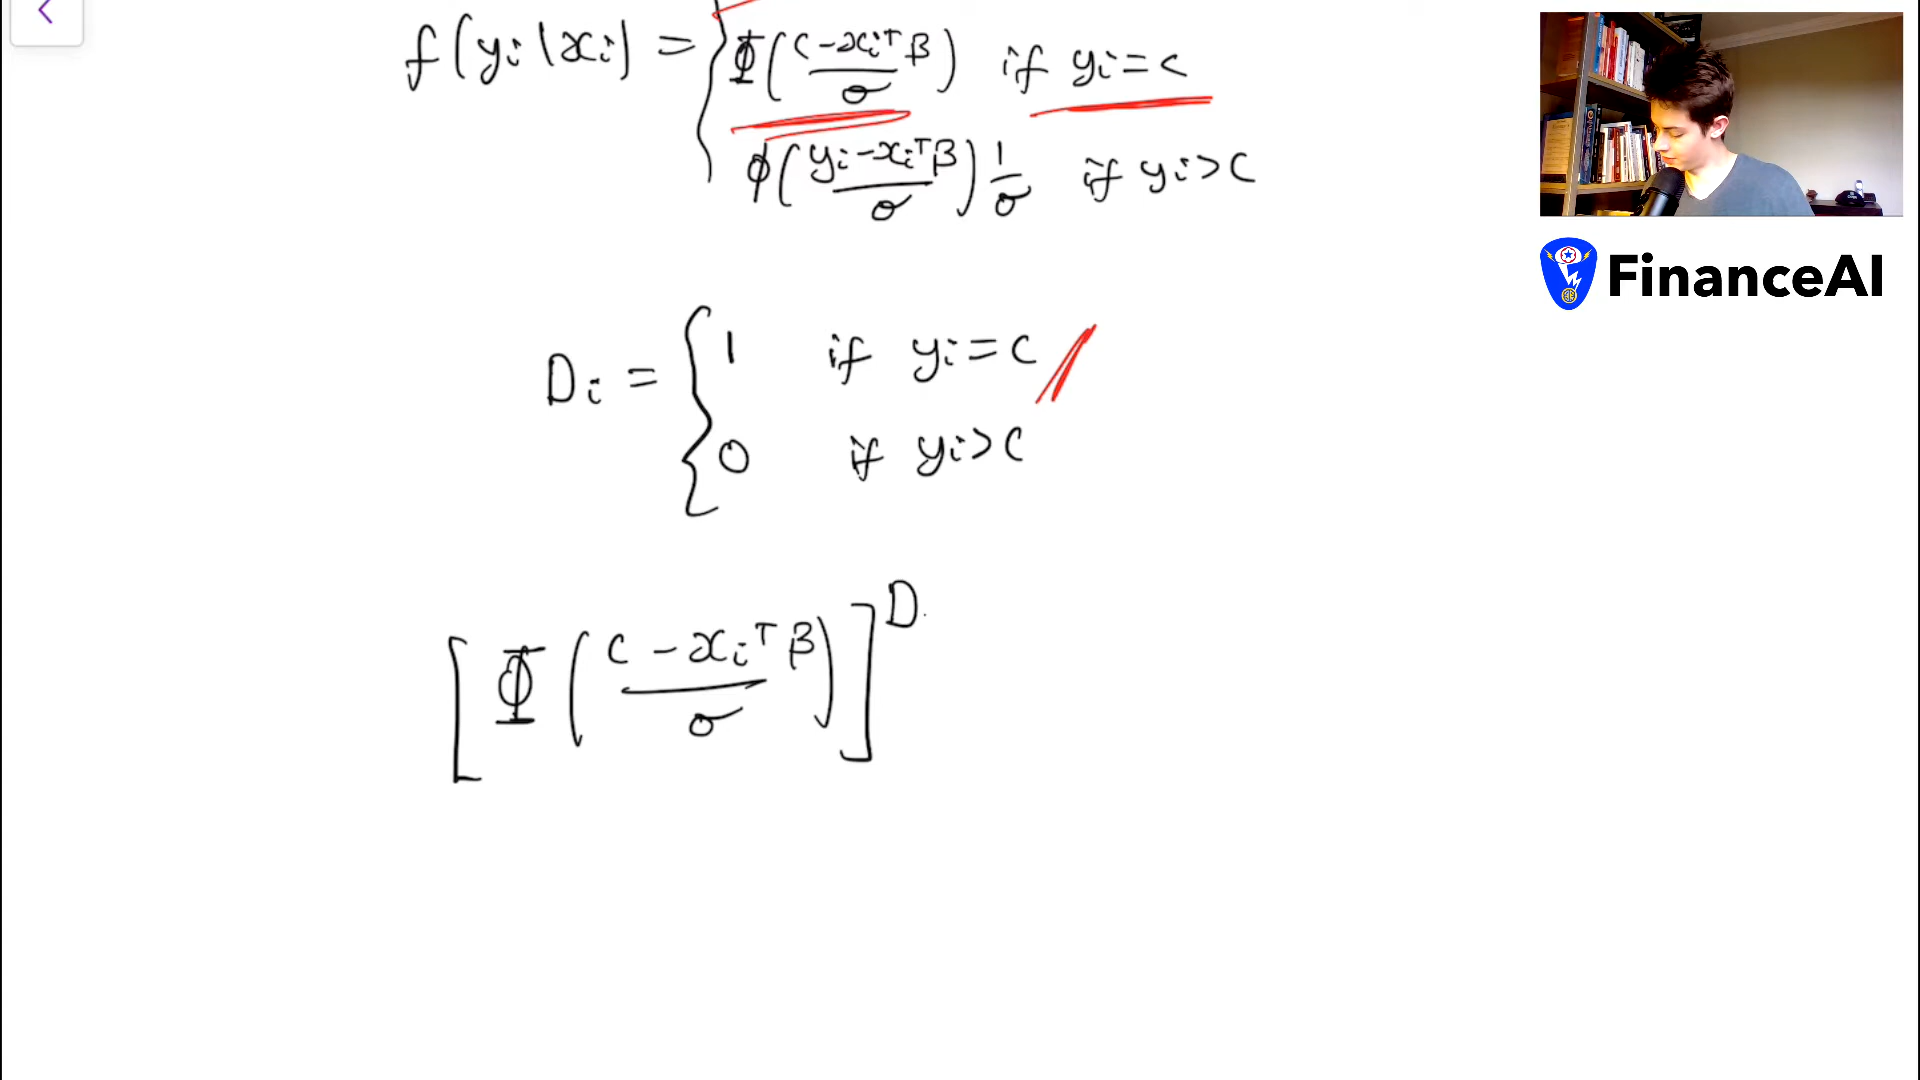 f(yi|xi) = { Φ((c-xiᵀβ)/σ) if yi=c
ϕ((yi-xiᵀβ)/σ) 1/σ if yi>c
FinanceAI
Di = { 1 if yi=c
0 if yi>c
[Φ((c-xiᵀβ)/σ)]^D.